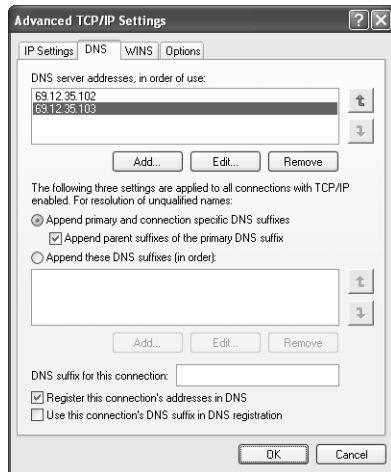 Advanced TCP/IP Settings
IP Settings DNS WINS Options
DNS server addresses, in order of use:
69.12.35.102
69.12.35.103
Add... Edit... Remove
The following three settings are applied to all connections with TCP/IP
enabled. For resolution of unqualified names:
Append primary and connection specific DNS suffixes
Append parent suffixes of the primary DNS suffix
Append these DNS suffixes (in order):
Add... Edit... Remove
DNS suffix for this connection:
Register this connection's addresses in DNS
Use this connection's DNS suffix in DNS registration
OK Cancel